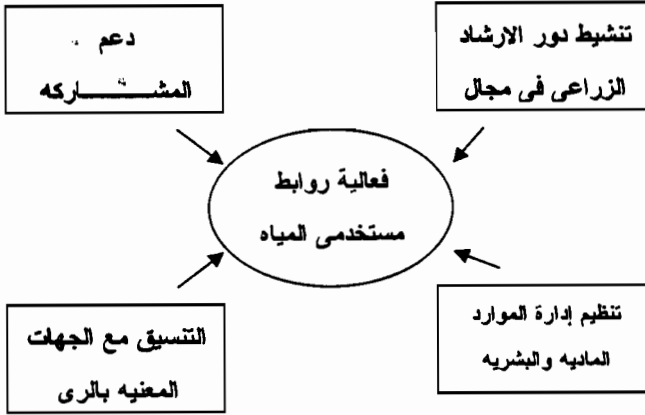 تنشيط دور الارشاد
الزراعى فى مجال
دعم
المشــــــــاركه
فعالية روابط
مستخدمى المياه
تنظيم إدارة الموارد
الماديه والبشريه
التنسيق مع الجهات
المعنيه بالرى